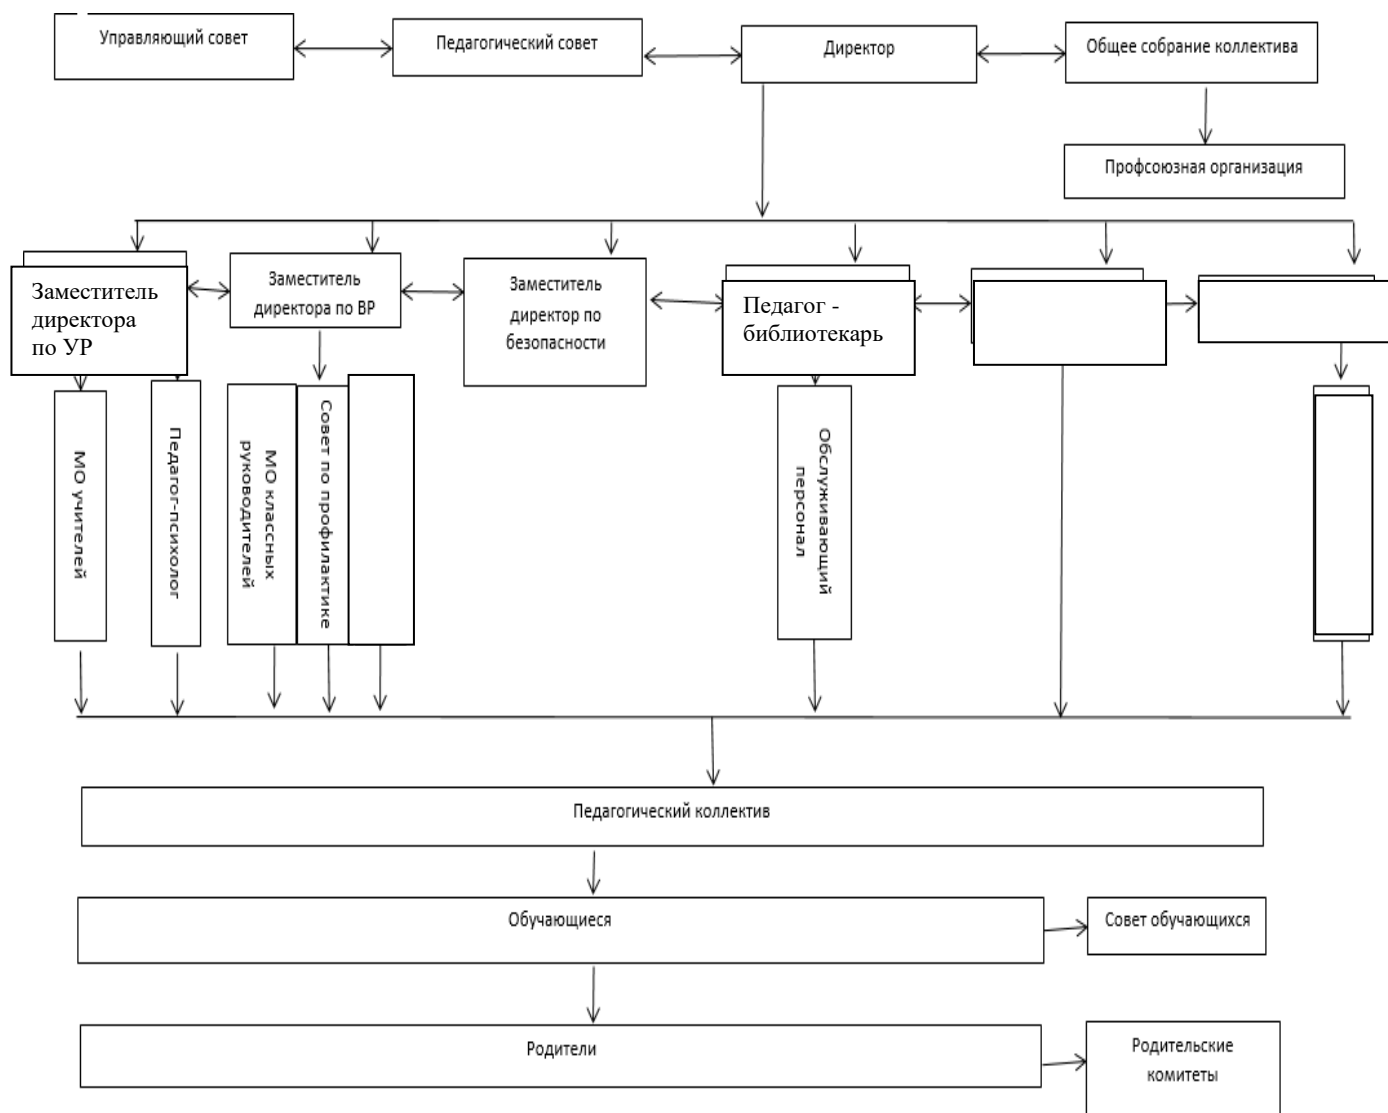 Управляющий совет
Педагогический совет
Директор
Общее собрание коллектива
Профсоюзная организация
Заместитель
директора
по УР
Заместитель
директора по ВР
Заместитель
директор по
безопасности
Педагог -
библиотекарь
МО учителей
Педагог-психолог
МО классных
руководителей
Совет по профилактике
Обслуживающий
персонал
Педагогический коллектив
Обучающиеся
Совет обучающихся
Родители
Родительские
комитеты